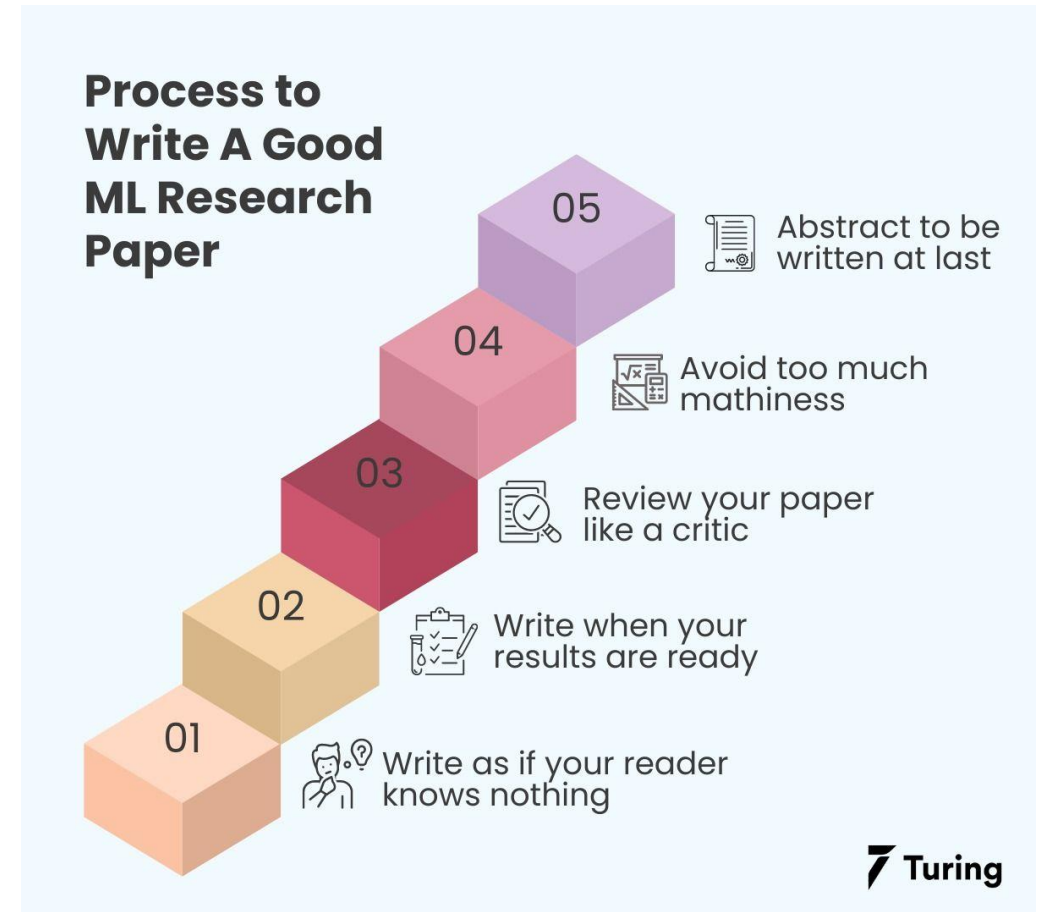 Process to
Write A Good
ML Research
Paper
05
Abstract to be
written at last
04
Avoid too much
mathiness
03
Review your paper
like a critic
02
Write when your
results are ready
01
Write as if your reader
knows nothing
Turing